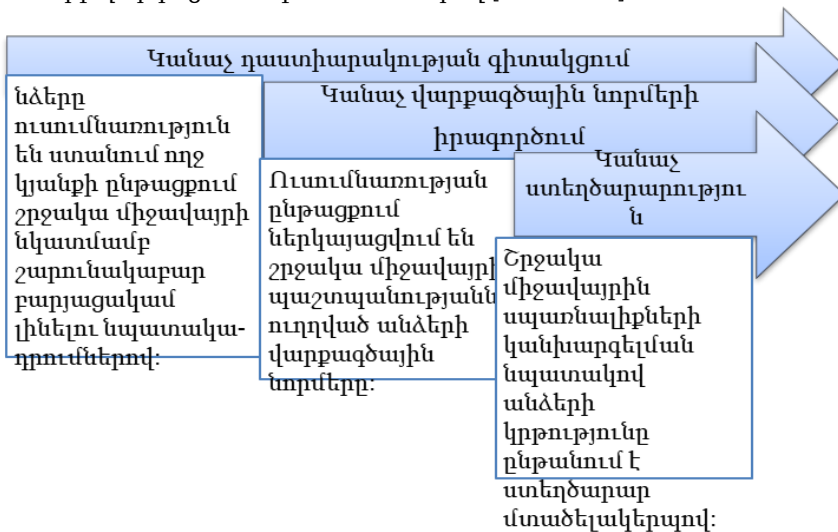 Կանաչ դաստիարակության գիտակցում
նձերը
ուսումնառություն
են ստանում ողջ
կյանքի ընթացքում
շրջակա միջավայրի
նկատմամբ
շարունակաբար
բարյացակամ
լինելու նպատակա-
դրումներով:
Կանաչ վարքագծային նորմերի
իրագործում
Ուսումնառության
ընթացքում
ներկայացվում են
շրջակա միջավայրի
պաշտպանությանն
ուղղված անձերի
վարքագծային
նորմերը:
Կանաչ
ստեղծարարությու
ն
Շրջակա
միջավայրին
սպառնալիքների
կանխարգելման
նպատակով
անձերի
կրթությունը
ընթանում է
ստեղծարար
մտածելակերպով: